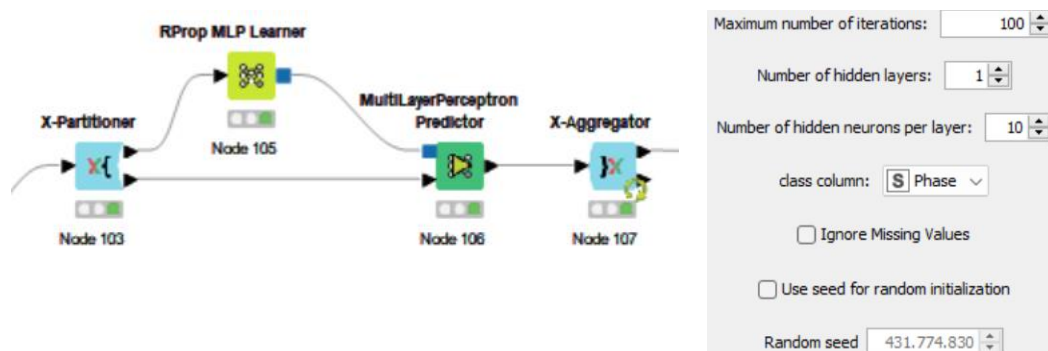 RProp MLP Learner
Node 105
X-Partitioner
Node 103
MultiLayerPerceptron
Predictor
Node 106
X-Aggregator
Node 107
Maximum number of iterations: 100
Number of hidden layers: 1
Number of hidden neurons per layer: 10
class column: S Phase
Ignore Missing Values
Use seed for random initialization
Random seed 431.774.830